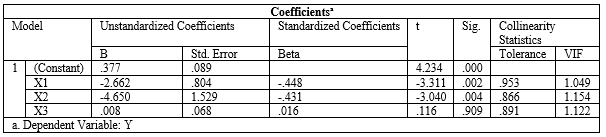 Coefficientsa
Model Unstandardized Coefficients Standardized Coefficients t Sig. Collinearity Statistics
B Std. Error Beta Tolerance VIF
1 (Constant) .377 .089 4.234 .000
X1 -2.662 .804 -.448 -3.311 .002 .953 1.049
X2 -4.650 1.529 -.431 -3.040 .004 .866 1.154
X3 .008 .068 .016 .116 .909 .891 1.122
a. Dependent Variable: Y